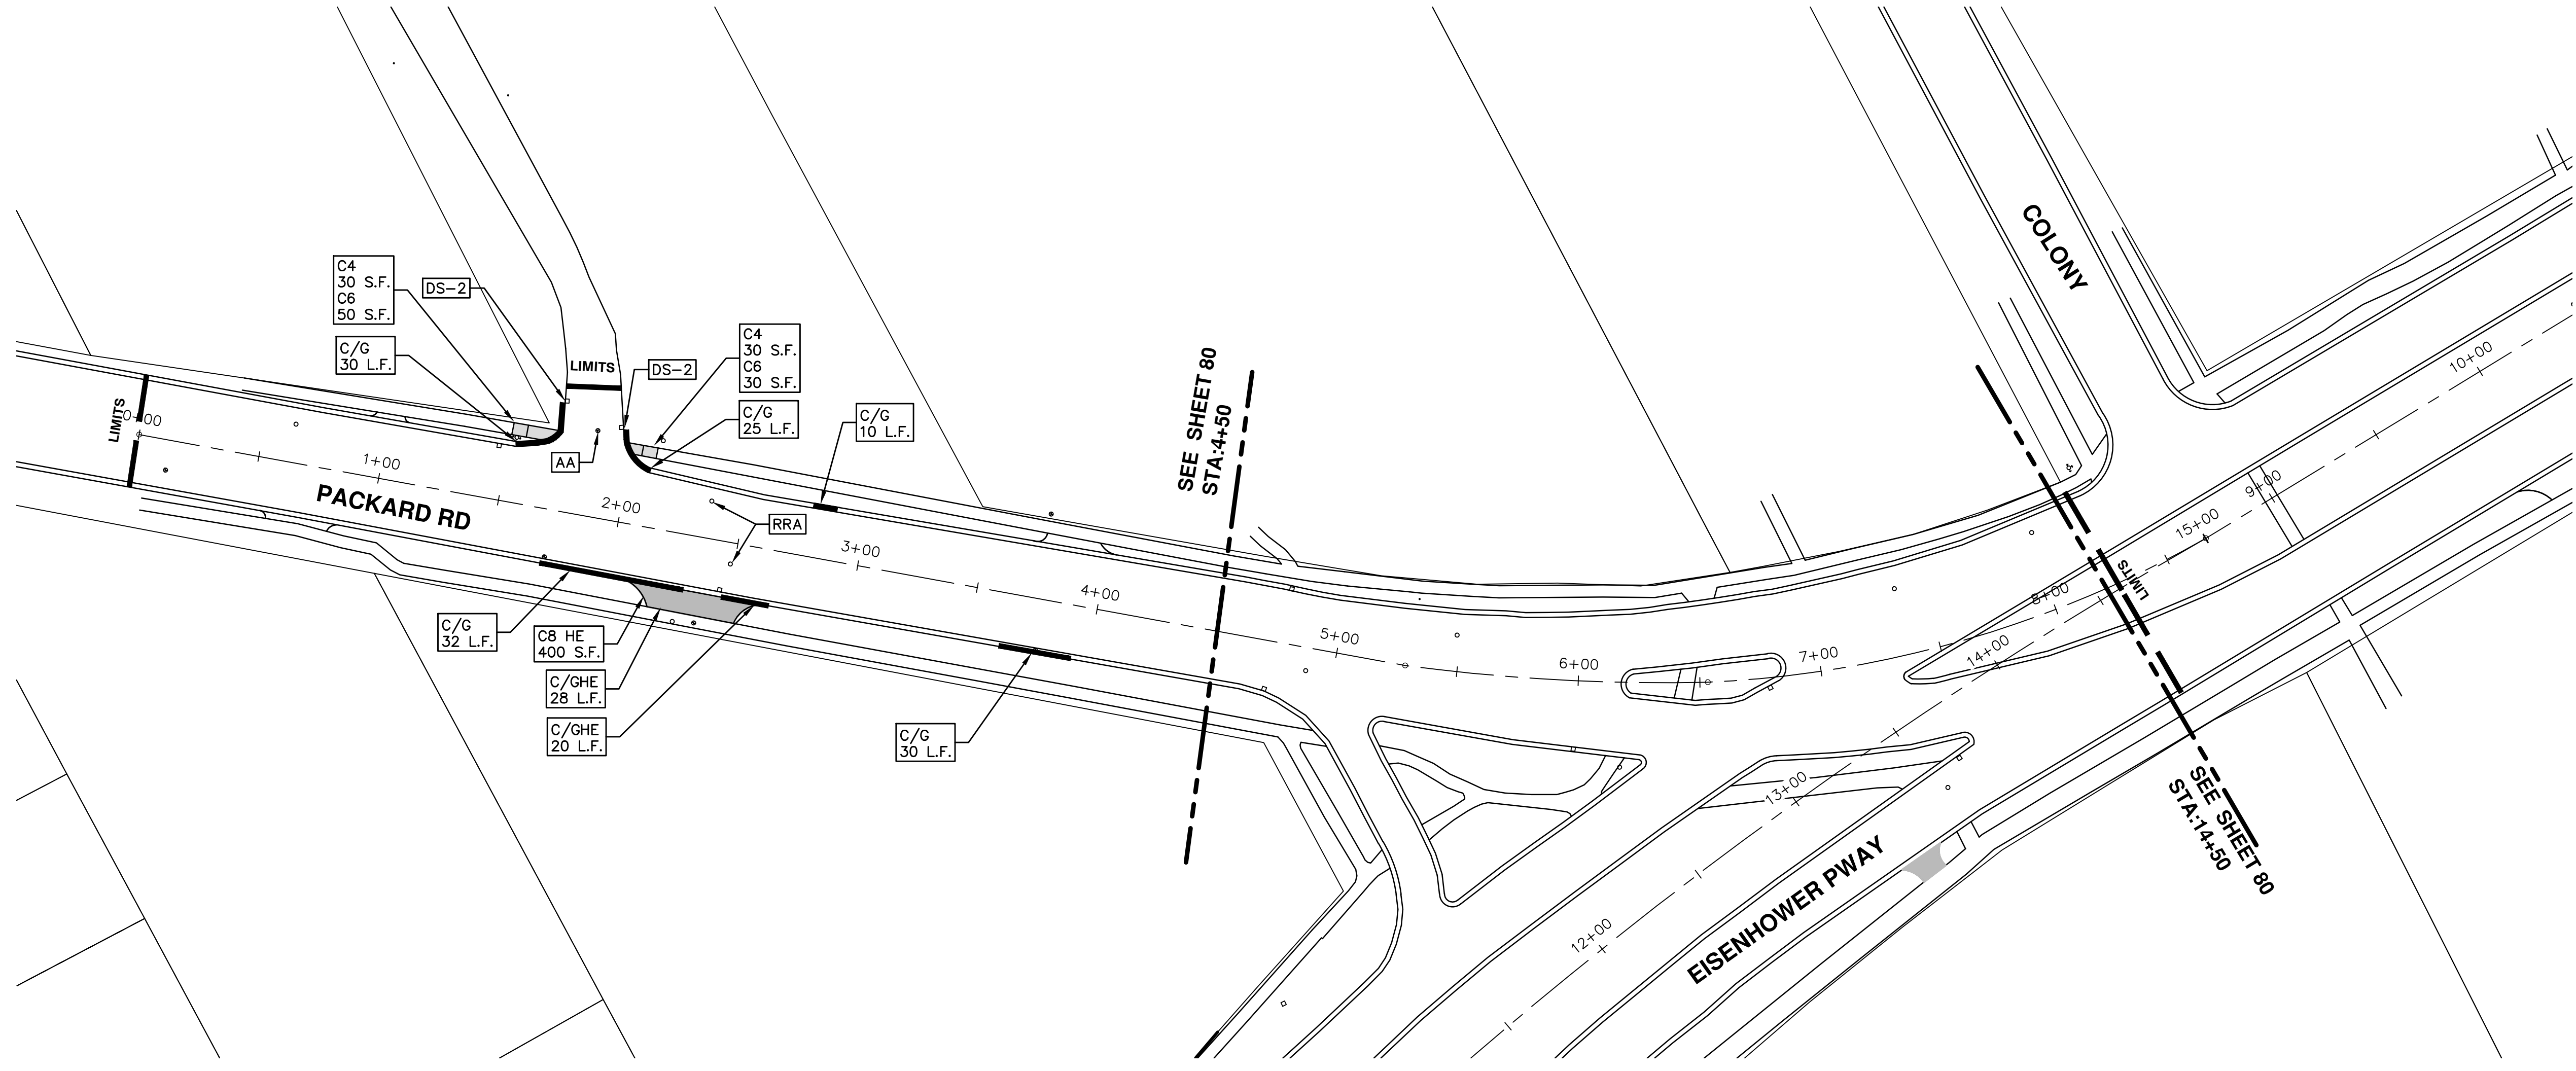 C4
30 S.F.
C6
50 S.F.
DS-2
C/G
30 L.F.
LIMITS
DS-2
C4
30 S.F.
C6
30 S.F.
C/G
25 L.F.
C/G
10 L.F.
AA
RRA
LIMITS
0+00
1+00
2+00
3+00
4+00
5+00
6+00
7+00
8+00
9+00
10+00
PACKARD RD
C/G
32 L.F.
C8 HE
400 S.F.
C/GHE
28 L.F.
C/GHE
20 L.F.
C/G
30 L.F.
SEE SHEET 80
STA:4+50
COLONY
LIMITS
12+00
13+00
14+00
15+00
EISENHOWER PWAY
SEE SHEET 80
STA:14+50